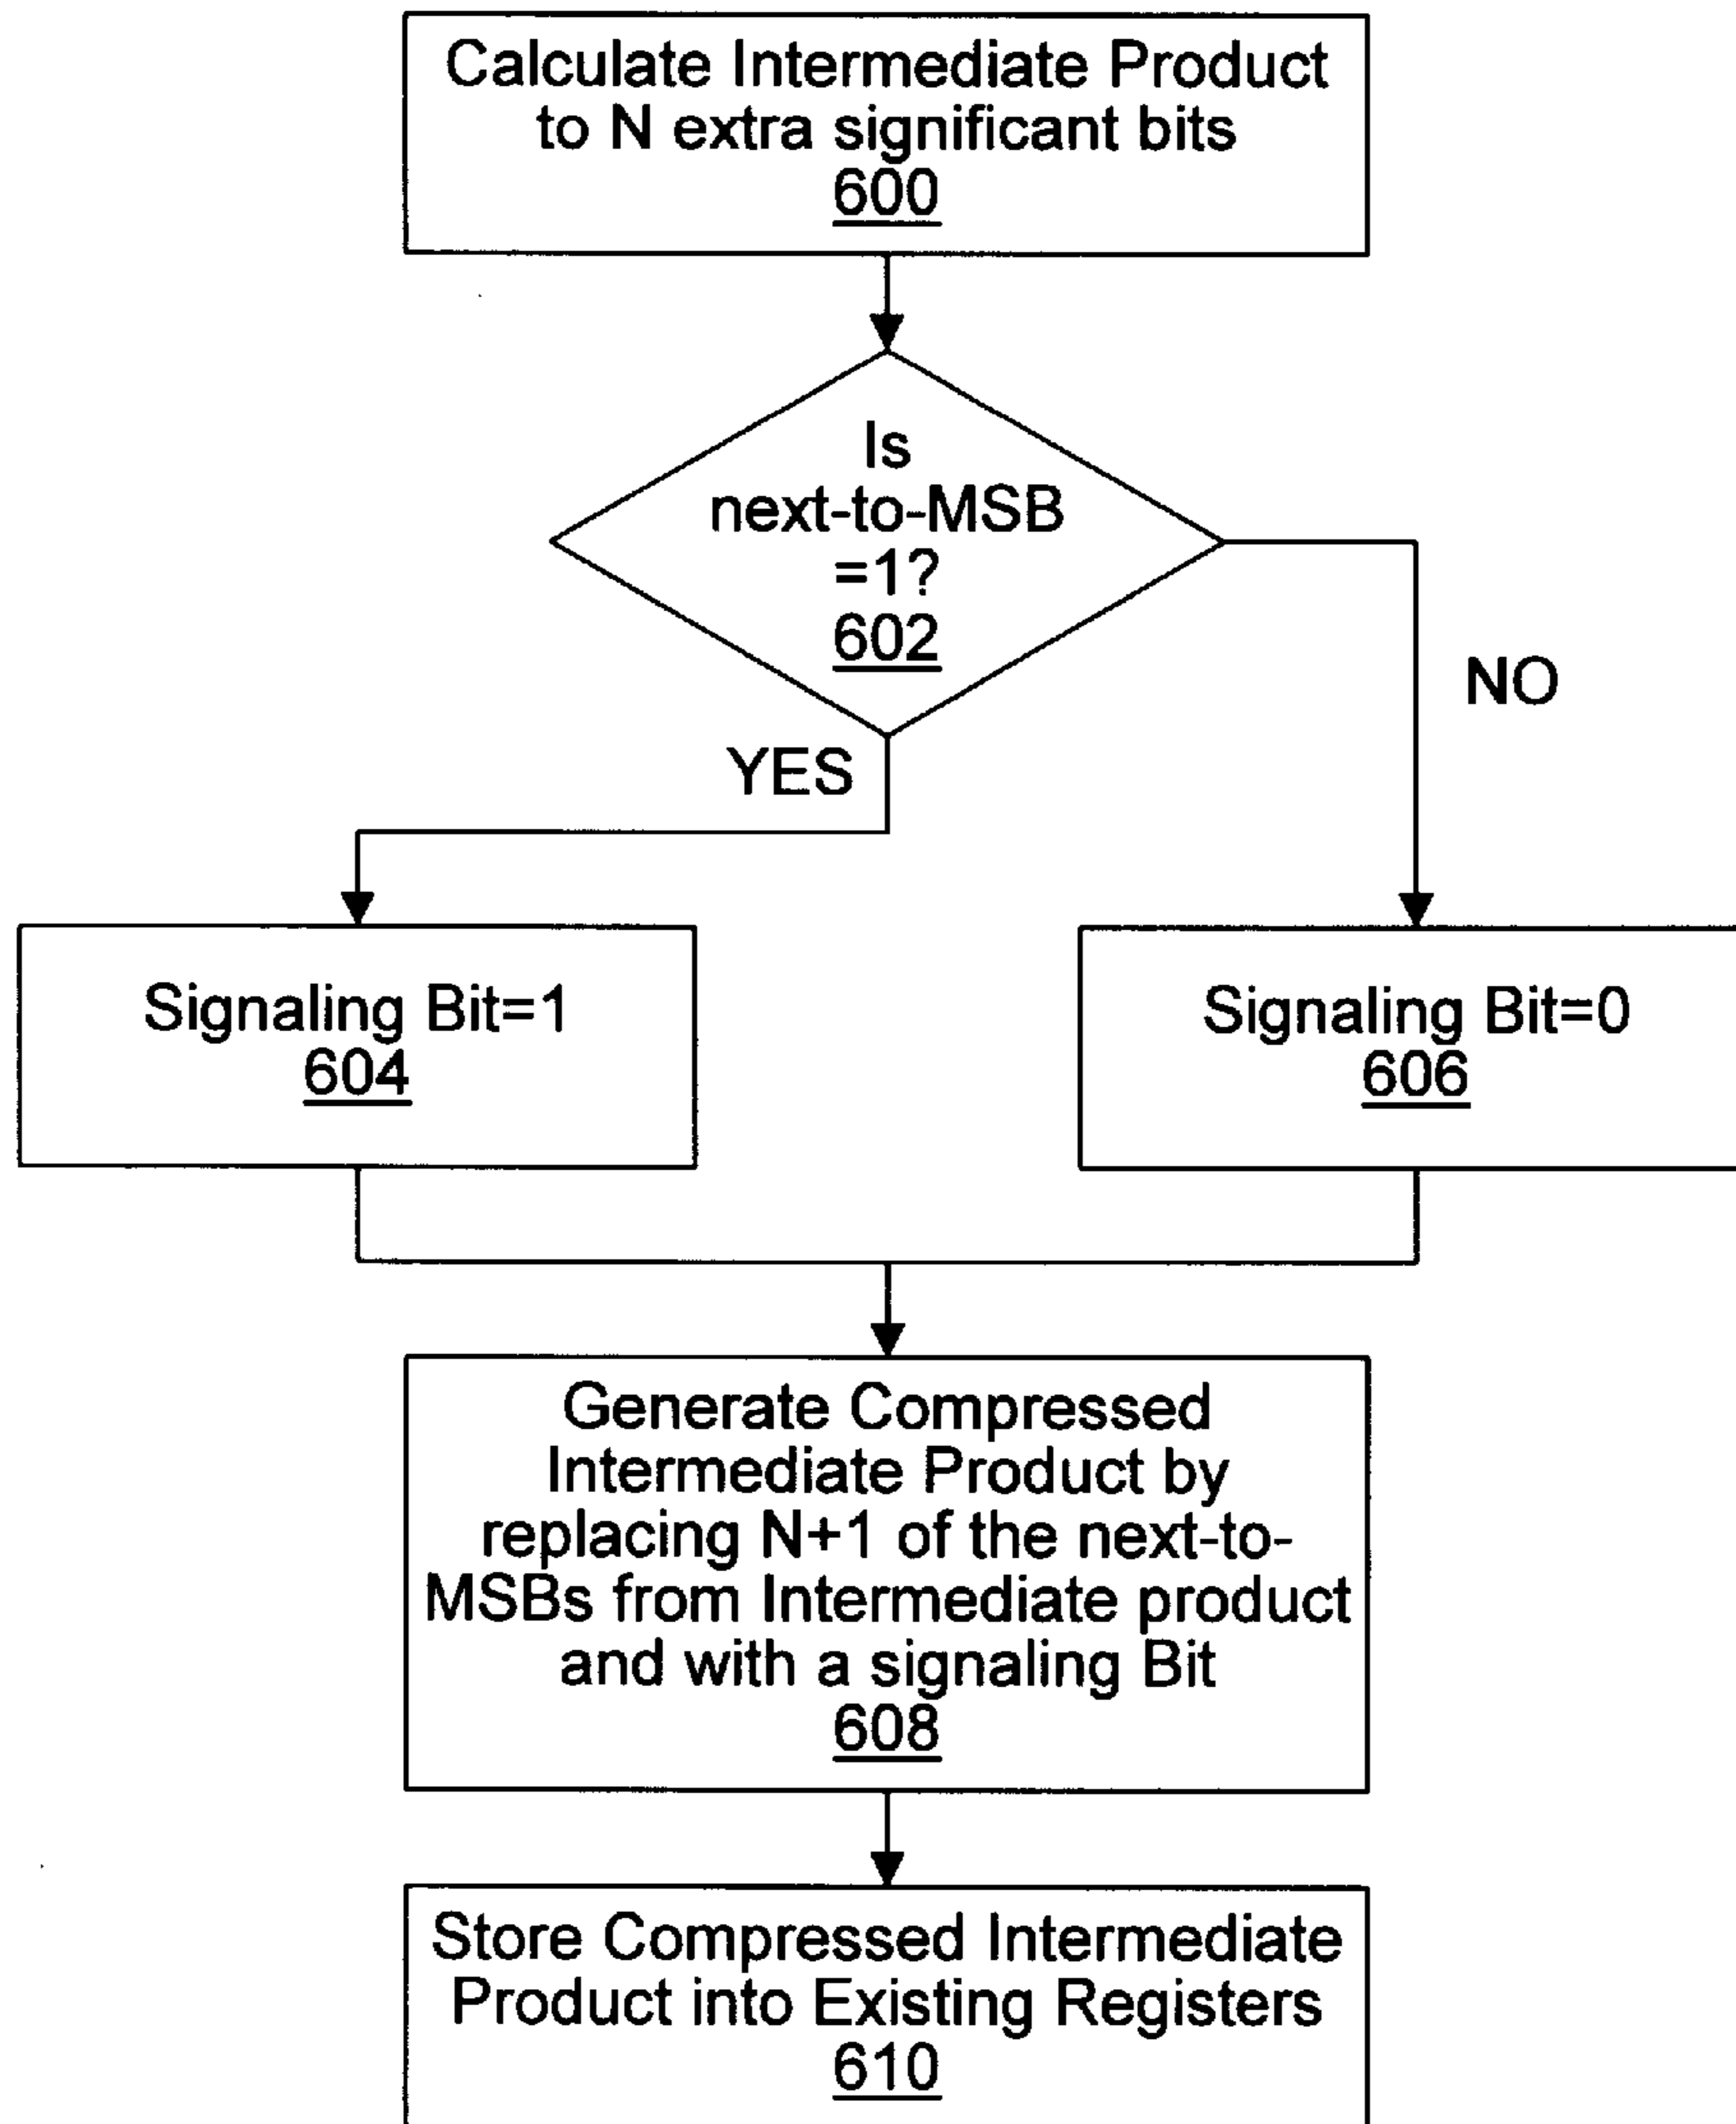 Calculate Intermediate Product
to N extra significant bits
600
Is
next-to-MSB
=1?
602
NO
YES
Signaling Bit=1
604
Signaling Bit=0
606
Generate Compressed
Intermediate Product by
replacing N+1 of the next-to-
MSBs from Intermediate product
and with a signaling Bit
608
Store Compressed Intermediate
Product into Existing Registers
610